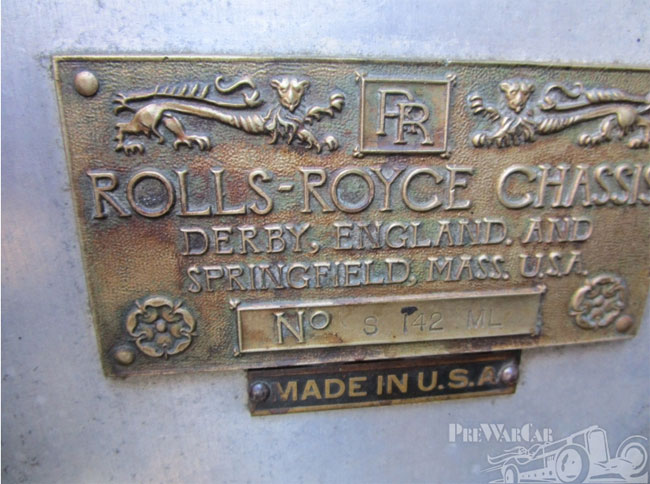 RR
ROLLS-ROYCE CHASSIS
DERBY, ENGLAND. AND
SPRINGFIELD, MASS. U.S.A.
No S 142 ML
MADE IN U.S.A.
PREWARCAR